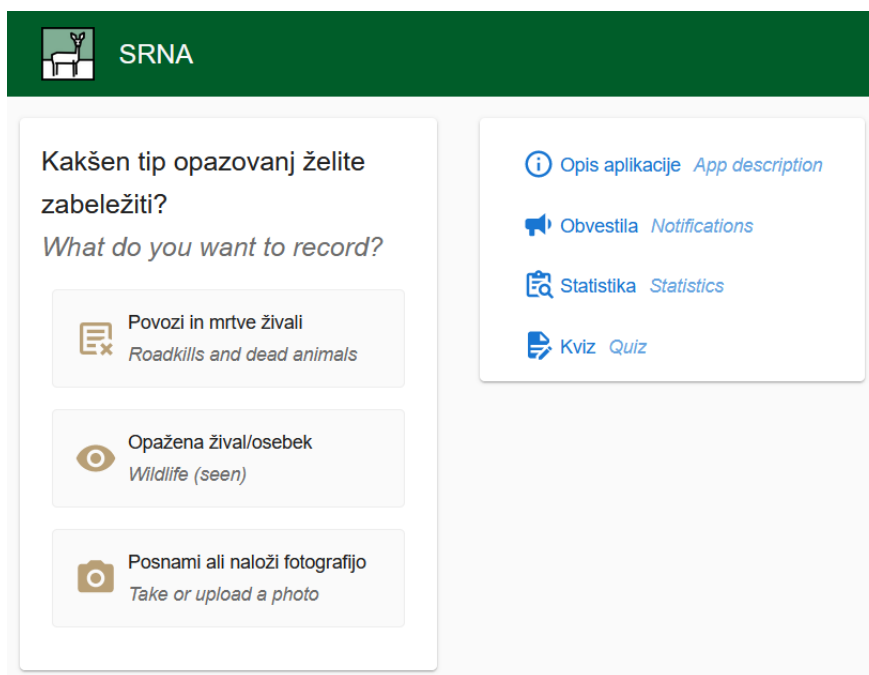 SRNA
Kakšen tip opazovanj želite
zabeležiti?
What do you want to record?
Povozi in mrtve živali
Roadkills and dead animals
Opažena žival/osebek
Wildlife (seen)
Posnami ali naloži fotografijo
Take or upload a photo
Opis aplikacije App description
Obvestila Notifications
Statistika Statistics
Kviz Quiz